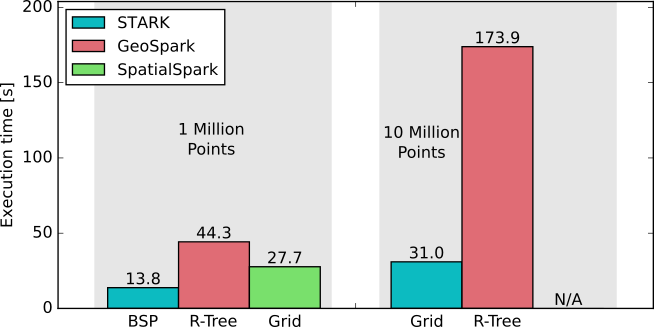 Execution time [s]
200
150
100
50
0
STARK
GeoSpark
SpatialSpark
1 Million
Points
10 Million
Points
13.8
44.3
27.7
31.0
173.9
N/A
BSP
R-Tree
Grid
Grid
R-Tree